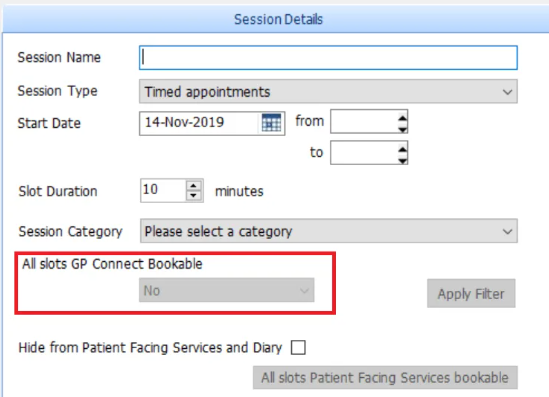 Session Details
Session Name
Session Type Timed appointments
Start Date 14-Nov-2019 from
to
Slot Duration 10 minutes
Session Category Please select a category
All slots GP Connect Bookable
No
Apply Filter
Hide from Patient Facing Services and Diary
All slots Patient Facing Services bookable